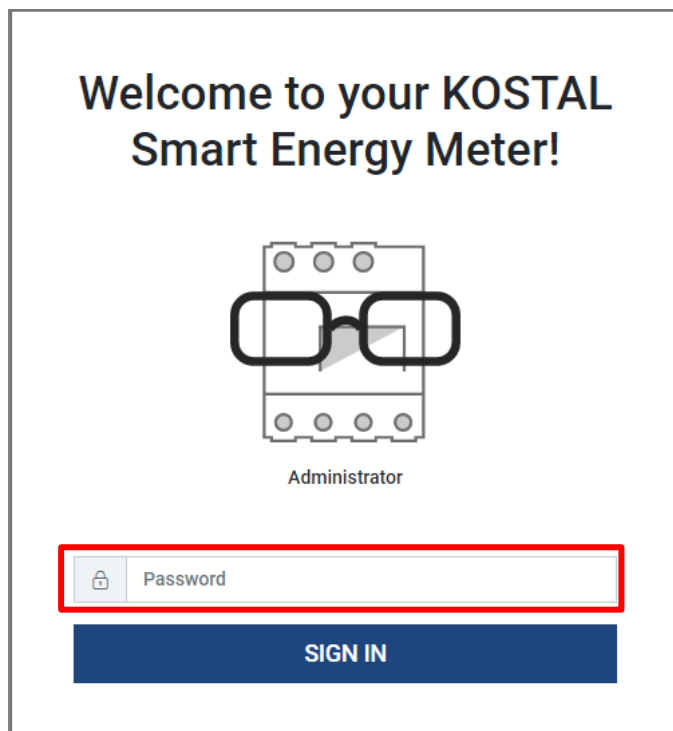 Welcome to your KOSTAL
Smart Energy Meter!
Administrator
Password
SIGN IN